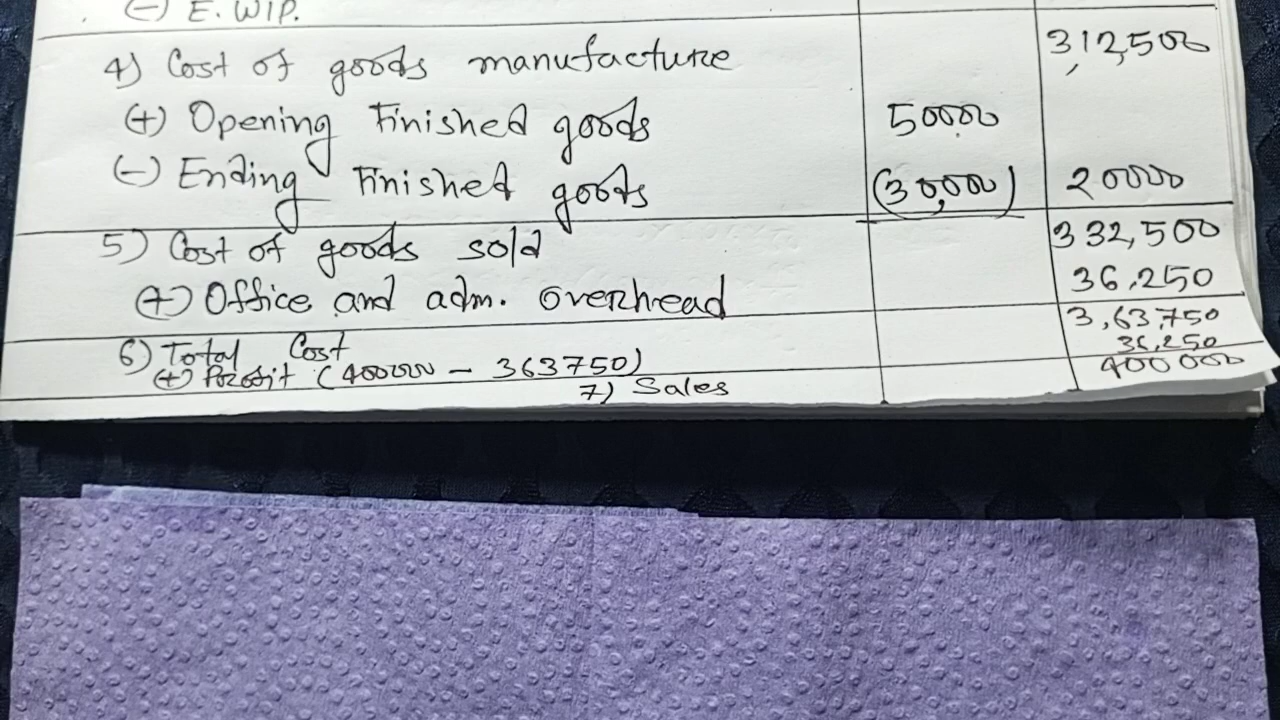 (-) E. WIP.
4) Cost of goods manufacture 3,12,500
(+) Opening Finished goods 50000
(-) Ending Finished goods (30,000) 20000
5) Cost of goods sold 332,500
(+) Office and adm. overhead 36,250
6) Total Cost 3,63,750
(+) Profit (400000 - 363750) 36,250
7) Sales 400000